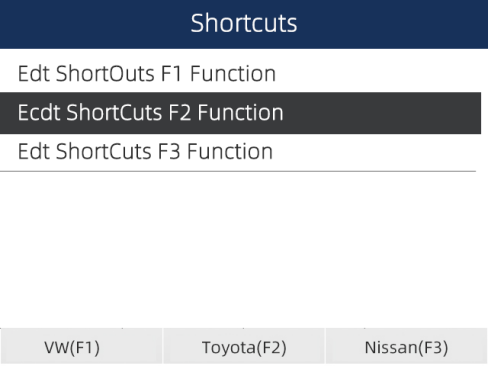 Shortcuts
Edt ShortOuts F1 Function
Ecdt ShortCuts F2 Function
Edt ShortCuts F3 Function
VW(F1) Toyota(F2) Nissan(F3)